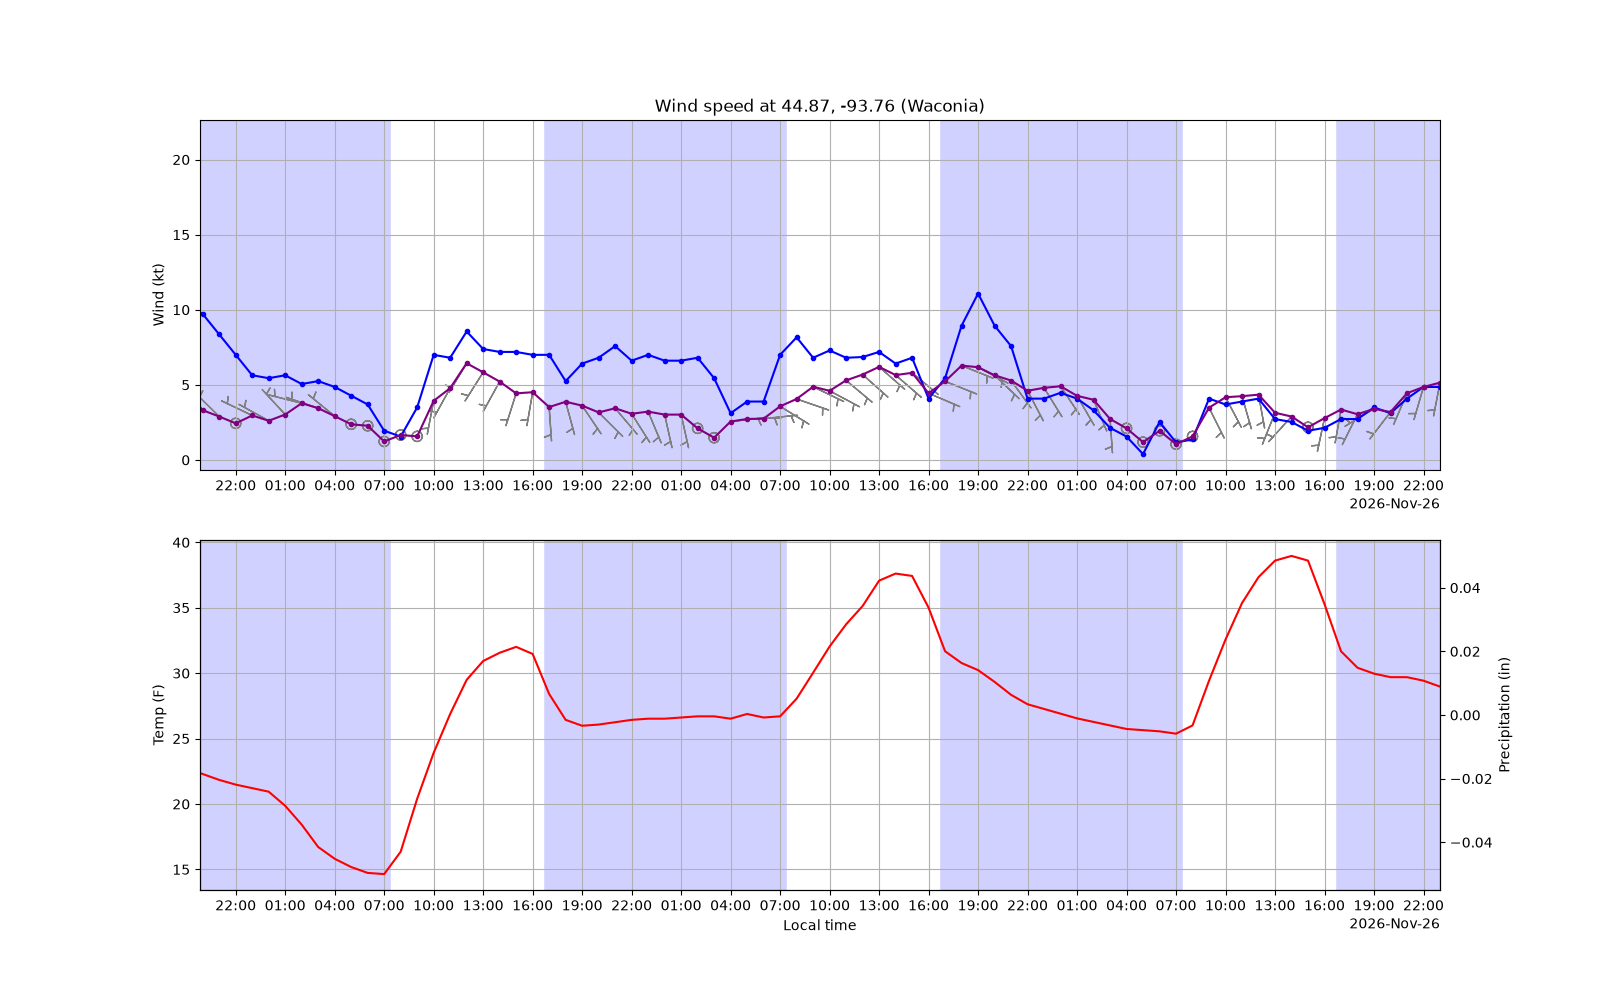 Wind speed at 44.87, -93.76 (Waconia)
20
15
10
5
0
Wind (kt)
22:00 01:00 04:00 07:00 10:00 13:00 16:00 19:00 22:00 01:00 04:00 07:00 10:00 13:00 16:00 19:00 22:00 01:00 04:00 07:00 10:00 13:00 16:00 19:00 22:00
2026-Nov-26
40
35
30
25
20
15
Temp (F)
0.04
0.02
0.00
−0.02
−0.04
Precipitation (in)
22:00 01:00 04:00 07:00 10:00 13:00 16:00 19:00 22:00 01:00 04:00 07:00 10:00 13:00 16:00 19:00 22:00 01:00 04:00 07:00 10:00 13:00 16:00 19:00 22:00
Local time
2026-Nov-26